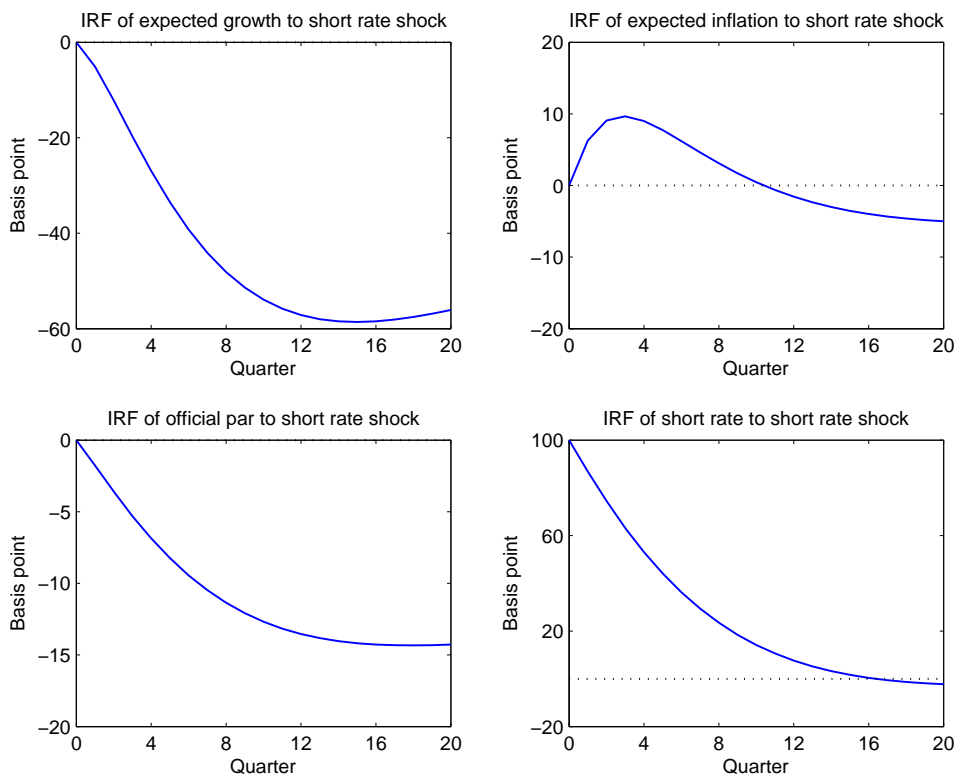 IRF of expected growth to short rate shock
0
−20
−40
−60
Basis point
0 4 8 12 16 20
Quarter
IRF of expected inflation to short rate shock
20
10
0
−10
−20
Basis point
0 4 8 12 16 20
Quarter
IRF of official par to short rate shock
0
−5
−10
−15
−20
Basis point
0 4 8 12 16 20
Quarter
IRF of short rate to short rate shock
100
60
20
−20
Basis point
0 4 8 12 16 20
Quarter